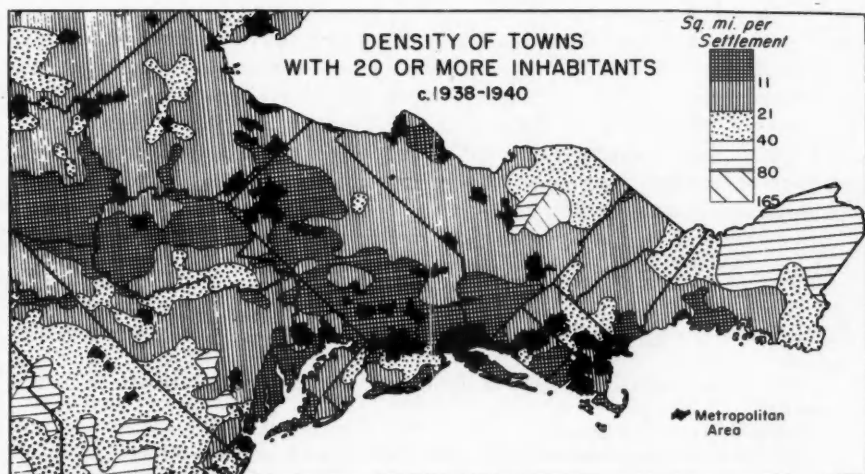 DENSITY OF TOWNS
WITH 20 OR MORE INHABITANTS
c.1938-1940
Sq. mi. per
Settlement
11
21
40
80
165
Metropolitan
Area